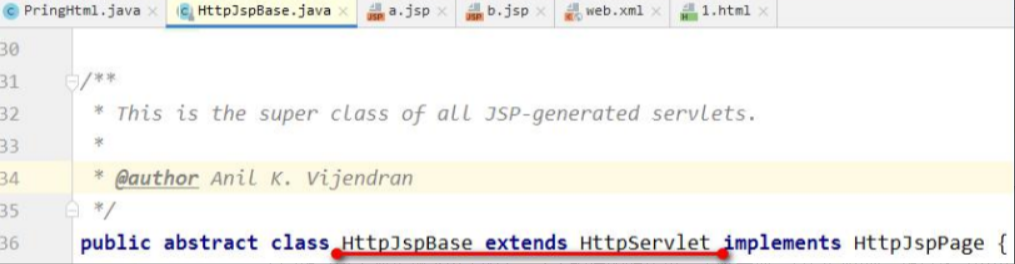 PringHtml.java × HttpJspBase.java × a.jsp × b.jsp × web.xml × 1.html ×
30
31 /**
32 * This is the super class of all JSP-generated servlets.
33 *
34 * @author Anil K. Vijendran
35 */
36 public abstract class HttpJspBase extends HttpServlet implements HttpJspPage {